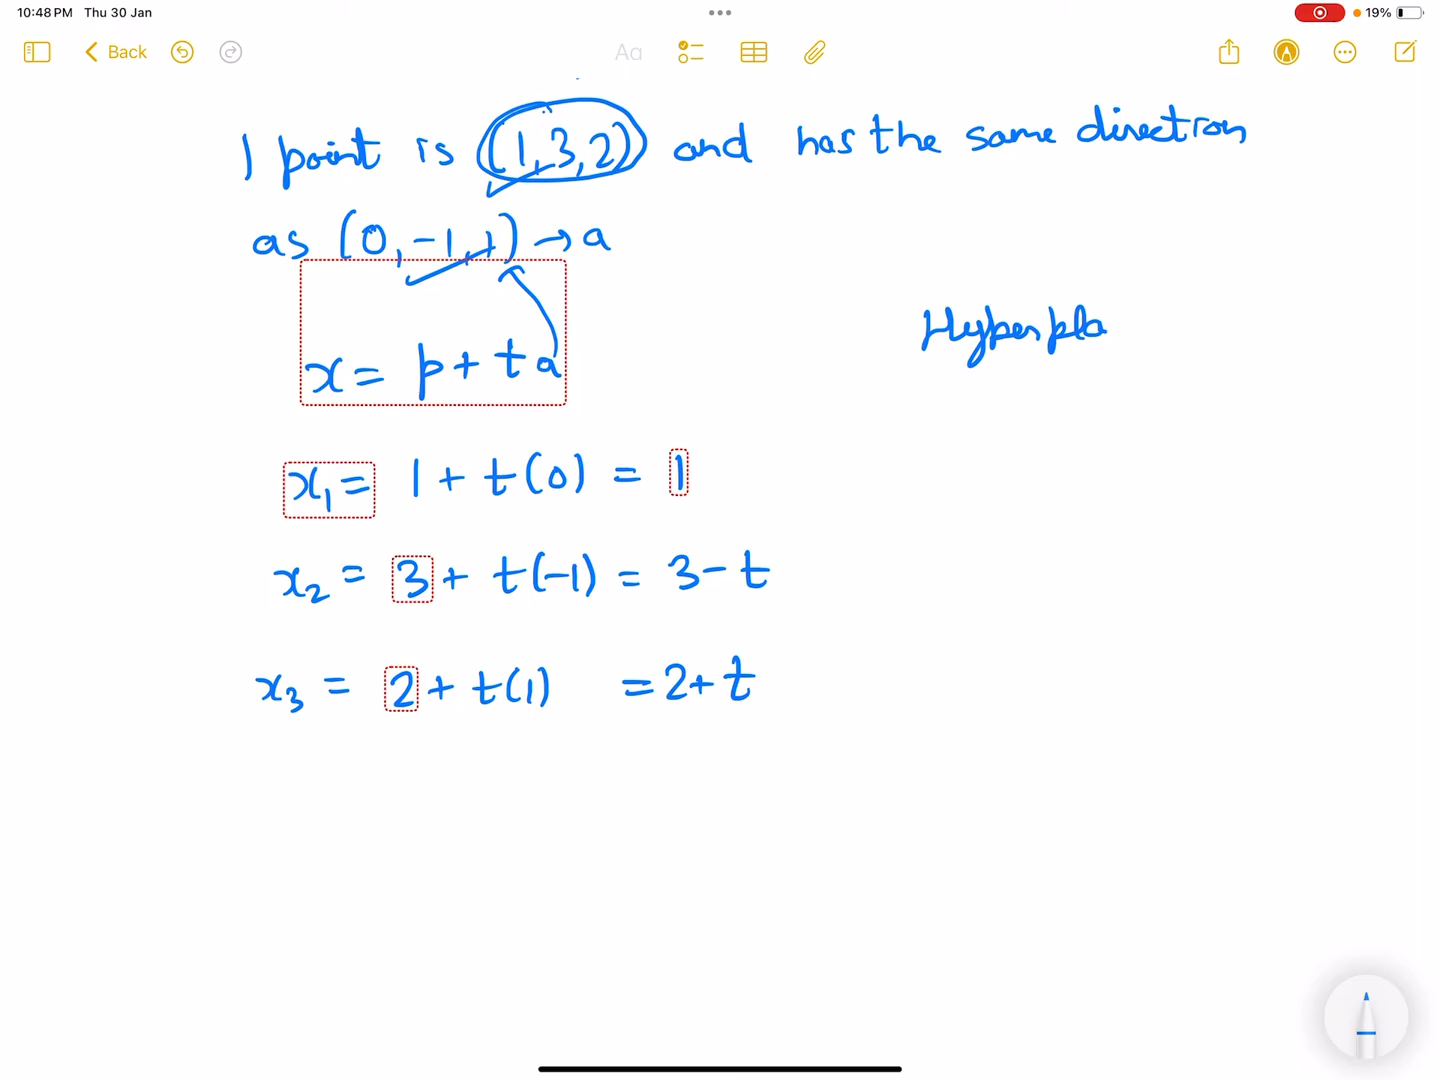 10:48 PM Thu 30 Jan
19%
Back
Aa
1 point is (1,3,2) and has the same direction
as (0,-1,1) → a
Hyperpla
x = p + ta
x₁ = 1 + t(0) = 1
x₂ = 3 + t(-1) = 3 - t
x₃ = 2 + t(1) = 2 + t